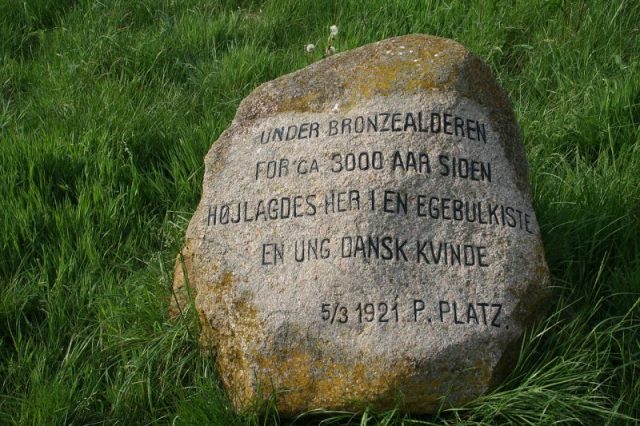 UNDER BRONZEALDEREN
FOR CA. 3000 AAR SIDEN
HØJLAGDES HER I EN EGEBULKISTE
EN UNG DANSK KVINDE
5/3 1921. P. PLATZ.